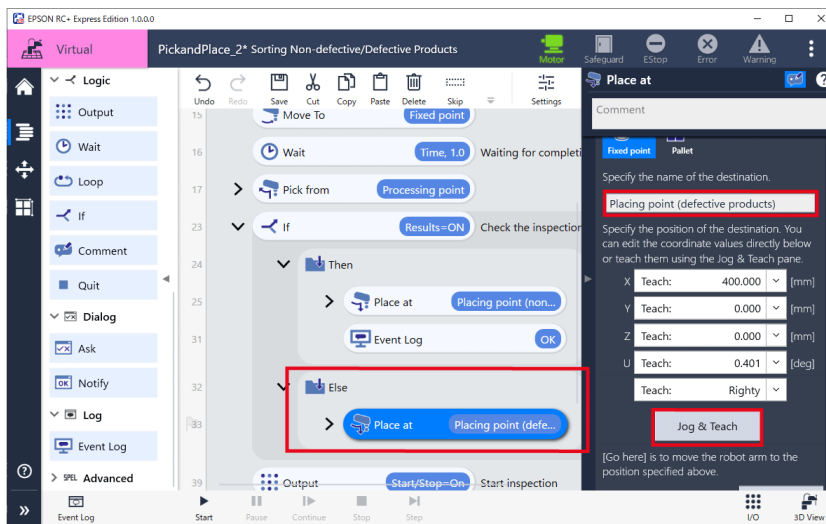 EPSON RC+ Express Edition 1.0.0.0
Virtual
PickandPlace_2* Sorting Non-defective/Defective Products
Motor
Safeguard
EStop
Error
Warning
Logic
Output
Wait
Loop
If
Comment
Quit
Dialog
Ask
OK Notify
Log
Event Log
SPEL Advanced
Undo
Redo
Save
Cut
Copy
Paste
Delete
Skip
Settings
15 Move To Fixed point
16 Wait Time, 1.0 Waiting for completi
17 Pick from Processing point
23 If Results=ON Check the inspection
24 Then
25 Place at Placing point (non...
31 Event Log OK
32 Else
33 Place at Placing point (defe...
39 Output Start/Stop=On Start inspection
Place at
?
Comment
Fixed point
Pallet
Specify the name of the destination.
Placing point (defective products)
Specify the position of the destination. You
can edit the coordinate values directly below
or teach them using the Jog & Teach pane.
X Teach: 400.000 [mm]
Y Teach: 0.000 [mm]
Z Teach: 0.000 [mm]
U Teach: 0.401 [deg]
Teach: Righty
Jog & Teach
[Go here] is to move the robot arm to the
position specified above.
?
»
Event Log
Start
Pause
Continue
Stop
Step
I/O
3D View